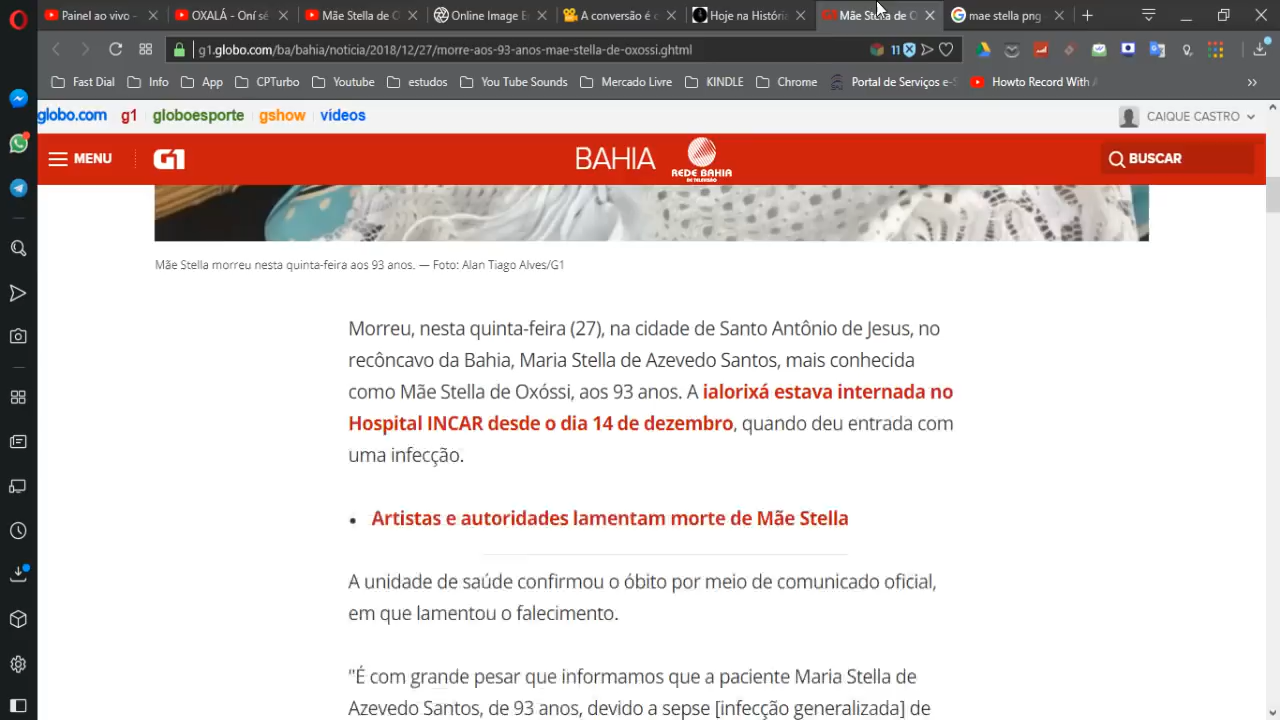 Painel ao vivo -
OXALÁ - Oní sé
Mãe Stella de O
Online Image E
A conversão é
Hoje na Históri
Mãe Stella de O
mae stella png
g1.globo.com/ba/bahia/noticia/2018/12/27/morre-aos-93-anos-mae-stella-de-oxossi.ghtml
11
Fast Dial
Info
App
CPTurbo
Youtube
estudos
You Tube Sounds
Mercado Livre
KINDLE
Chrome
Portal de Serviços e-S
Howto Record With A
»
globo.com g1 globoesporte gshow vídeos
CAIQUE CASTRO
MENU
G1
BAHIA
REDE BAHIA
DE TELEVISÃO
BUSCAR
Mãe Stella morreu nesta quinta-feira aos 93 anos. — Foto: Alan Tiago Alves/G1
Morreu, nesta quinta-feira (27), na cidade de Santo Antônio de Jesus, no
recôncavo da Bahia, Maria Stella de Azevedo Santos, mais conhecida
como Mãe Stella de Oxóssi, aos 93 anos. A ialorixá estava internada no
Hospital INCAR desde o dia 14 de dezembro, quando deu entrada com
uma infecção.
• Artistas e autoridades lamentam morte de Mãe Stella
A unidade de saúde confirmou o óbito por meio de comunicado oficial,
em que lamentou o falecimento.
"É com grande pesar que informamos que a paciente Maria Stella de
Azevedo Santos, de 93 anos, devido a sepse [infecção generalizada] de